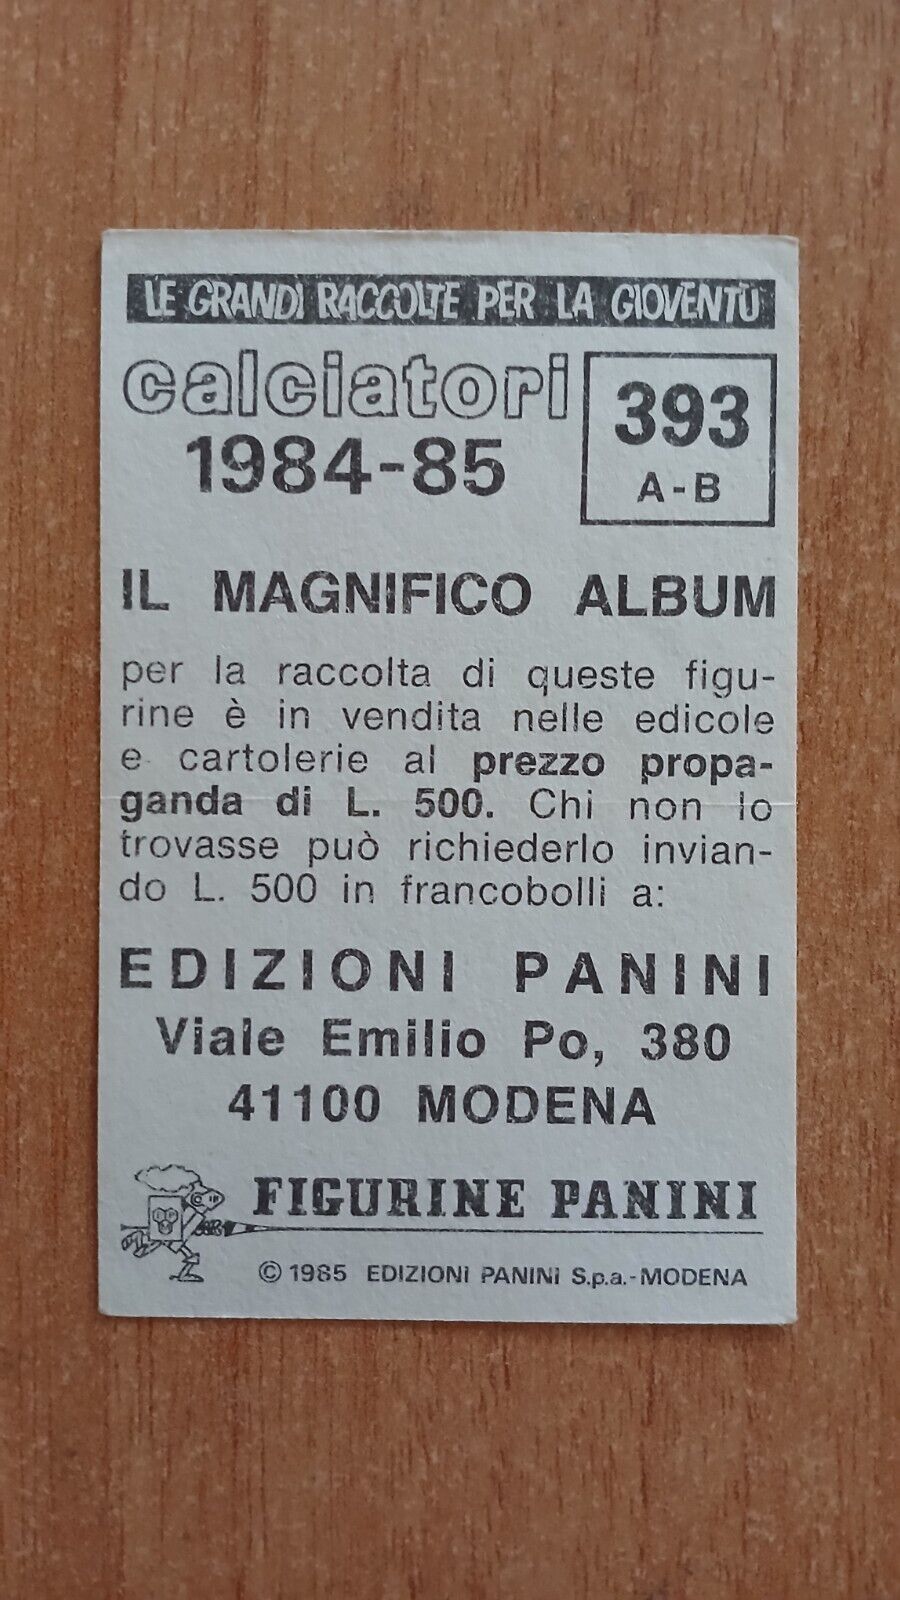 LE GRANDI RACCOLTE PER LA GIOVENTÙ
calciatori
1984-85
393
A-B
IL MAGNIFICO ALBUM
per la raccolta di queste figu-
rine è in vendita nelle edicole
e cartolerie al prezzo propa-
ganda di L. 500. Chi non lo
trovasse può richiederlo invian-
do L. 500 in francobolli a:
EDIZIONI PANINI
Viale Emilio Po, 380
41100 MODENA
FIGURINE PANINI
© 1985 EDIZIONI PANINI S.p.a.-MODENA